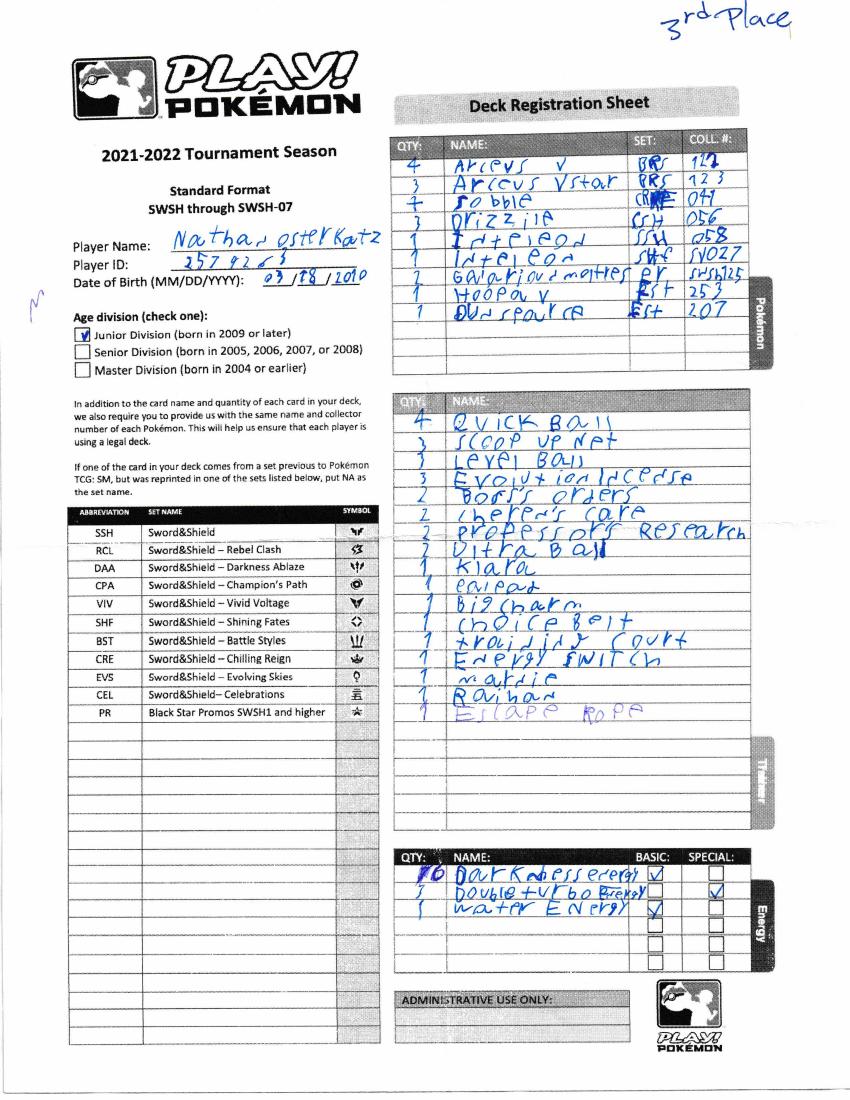 3rd Place
PLAY!
POKÉMON
Deck Registration Sheet
2021-2022 Tournament Season
Standard Format
SWSH through SWSH-07
Player Name: Nathan osterkatz
Player ID:
Date of Birth (MM/DD/YYYY): 03/18/2010
Age division (check one):
Junior Division (born in 2009 or later)
Senior Division (born in 2005, 2006, 2007, or 2008)
Master Division (born in 2004 or earlier)
In addition to the card name and quantity of each card in your deck,
we also require you to provide us with the same name and collector
number of each Pokémon. This will help us ensure that each player is
using a legal deck.
If one of the card in your deck comes from a set previous to Pokémon
TCG: SM, but was reprinted in one of the sets listed below, put NA as
the set name.
ABBREVIATION SET NAME SYMBOL
SSH Sword&Shield
RCL Sword&Shield – Rebel Clash
DAA Sword&Shield – Darkness Ablaze
CPA Sword&Shield – Champion's Path
VIV Sword&Shield – Vivid Voltage
SHF Sword&Shield – Shining Fates
BST Sword&Shield – Battle Styles
CRE Sword&Shield – Chilling Reign
EVS Sword&Shield – Evolving Skies
CEL Sword&Shield– Celebrations
PR Black Star Promos SWSH1 and higher
QTY: NAME: SET: COLL. #:
4 Arceus V BRS
3 Arceus Vstar BRS 123
4 Sobble 041
3 Drizzile SSH 056
1 Inteleon SSH 058
1 Inteleon SHF SV027
2 Galarian moltres Pr SWSH125
1 Hoopa V Fst 253
1 Dunsparce Fst 207
Pokémon
QTY: NAME:
4 Quick Ball
3 Scoop up Net
Level Ball
3 Evolution Incense
2 Boss's orders
2 Cheren's Care
2 Professor's Research
2 Ultra Ball
1 Klara
1
1 Big charm
1 Choice Belt
1 training Court
1 Energy SWITCH
1 marnie
1 Raihan
1 Escape Rope
Trainer
QTY: NAME: BASIC: SPECIAL:
Darkness energy
Double turbo Energy
1 water Energy
Energy
ADMINISTRATIVE USE ONLY:
PLAY!
POKÉMON